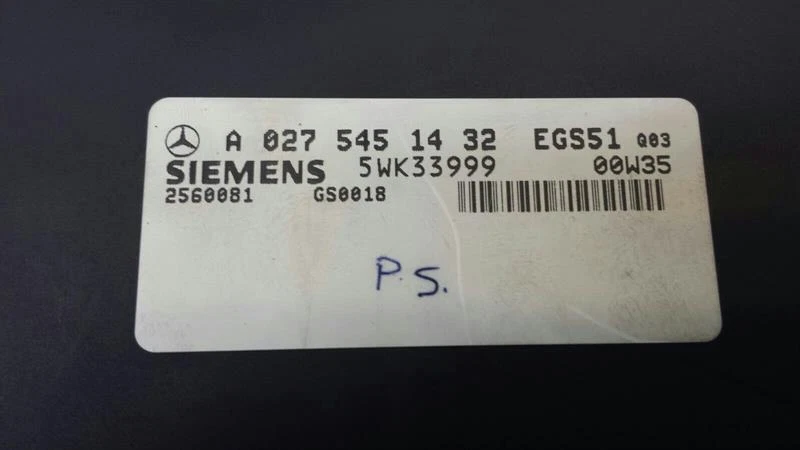 A 027 545 14 32 EGS51 Q03
SIEMENS 5WK33999 00W35
2560081 GS0018
P.S.